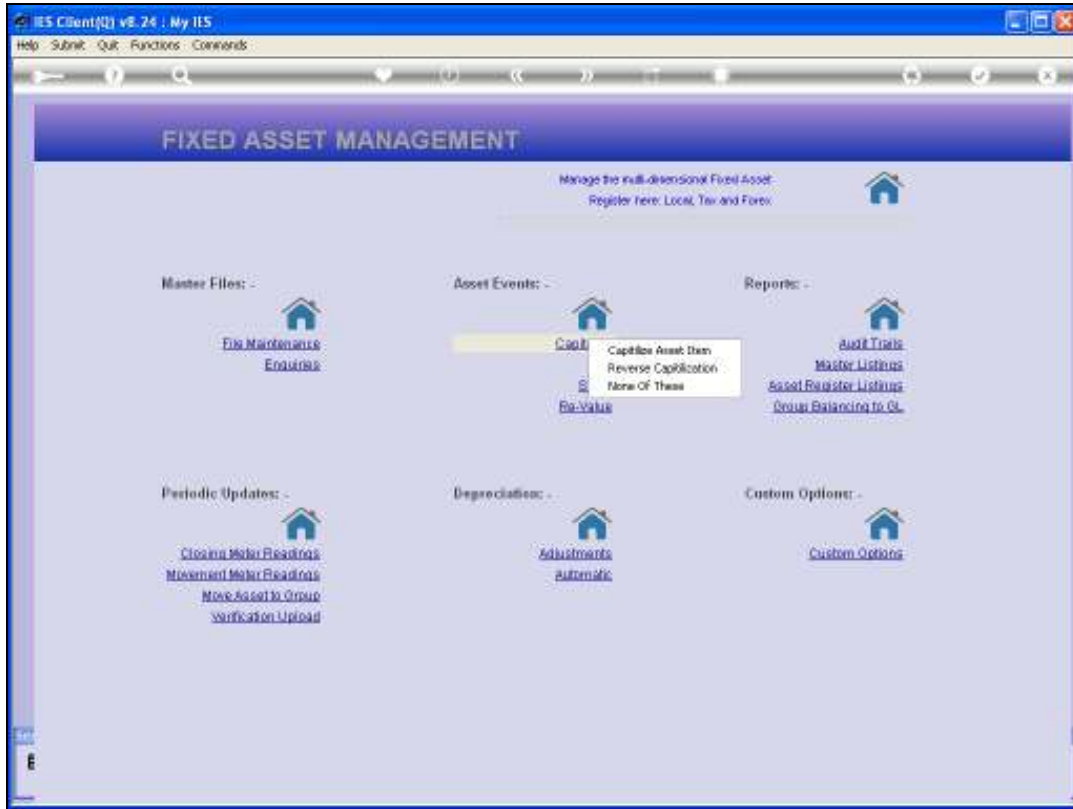 IES Client(Q) v8.24 : My IES
Help Submit Quit Functions Commands
FIXED ASSET MANAGEMENT
Manage the multi-dimensional Fixed Asset
Register here: Local, Tax and Forex
Master Files: -
File Maintenance
Enquiries
Asset Events: -
Capitilize Asset Item
Reverse Capitilization
None Of These
Re-Value
Reports: -
Audit Trails
Master Listings
Asset Register Listings
Group Balancing to GL
Periodic Updates: -
Closing Meter Readings
Movement Meter Readings
Move Asset to Group
Verification Upload
Depreciation: -
Adjustments
Automatic
Custom Options: -
Custom Options